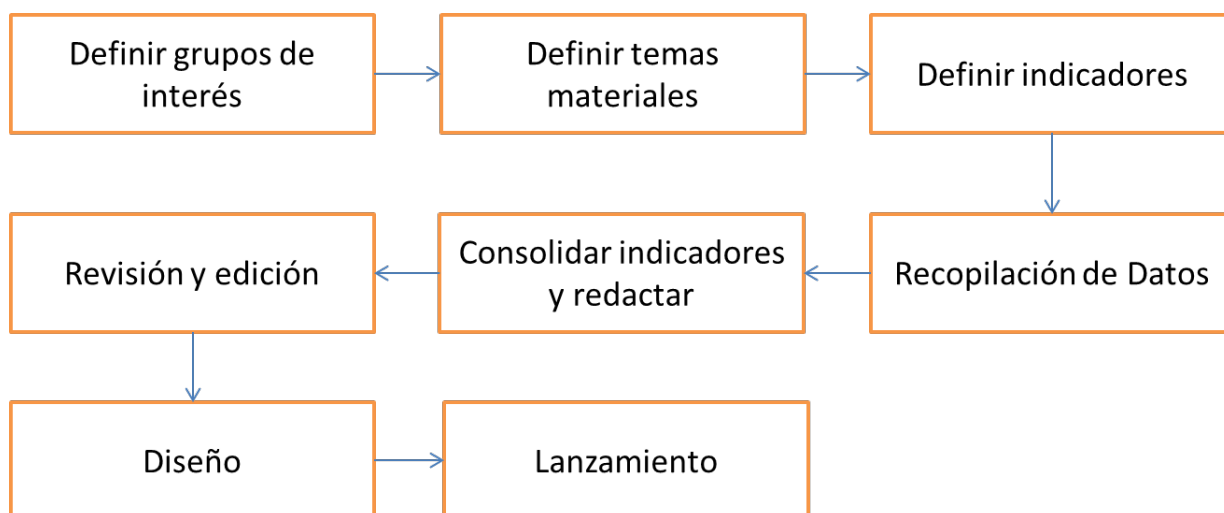 Definir grupos de
interés
Definir temas
materiales
Definir indicadores
Recopilación de Datos
Consolidar indicadores
y redactar
Revisión y edición
Diseño
Lanzamiento